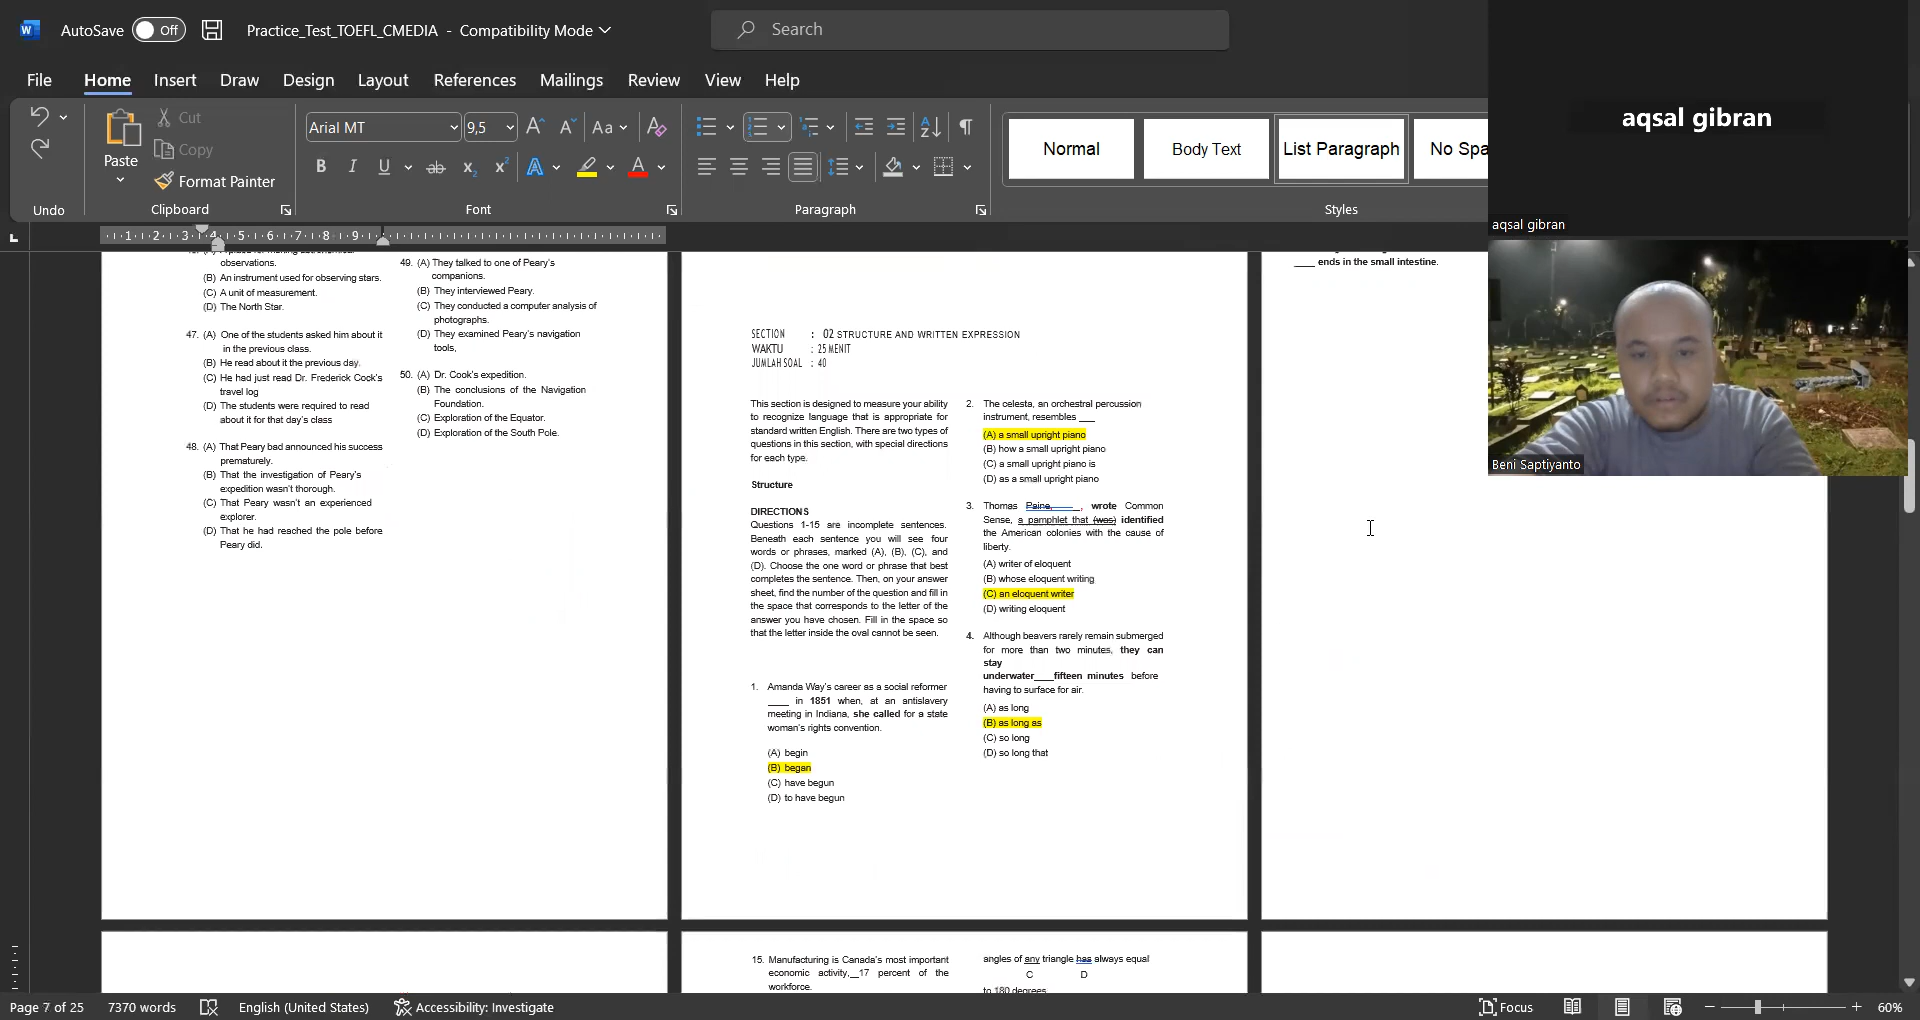 AutoSave Off Practice_Test_TOEFL_CMEDIA - Compatibility Mode
Search
File Home Insert Draw Design Layout References Mailings Review View Help
Paste
Cut
Copy
Format Painter
Undo
Clipboard
Arial MT 9,5
Font
Paragraph
Normal
Body Text
List Paragraph
No Spa
Styles
aqsal gibran
aqsal gibran
Beni Saptiyanto
observations.
(B) An instrument used for observing stars.
(C) A unit of measurement.
(D) The North Star.
47. (A) One of the students asked him about it
in the previous class.
(B) He read about it the previous day.
(C) He had just read Dr. Frederick Cock's
travel log
(D) The students were required to read
about it for that day's class
48. (A) That Peary bad announced his success
prematurely.
(B) That the investigation of Peary's
expedition wasn't thorough.
(C) That Peary wasn't an experienced
explorer.
(D) That he had reached the pole before
Peary did.
49. (A) They talked to one of Peary's
companions.
(B) They interviewed Peary.
(C) They conducted a computer analysis of
photographs.
(D) They examined Peary's navigation
tools,
50. (A) Dr. Cook's expedition.
(B) The conclusions of the Navigation
Foundation.
(C) Exploration of the Equator.
(D) Exploration of the South Pole.
SECTION : 02 STRUCTURE AND WRITTEN EXPRESSION
WAKTU : 25 MENIT
JUMLAH SOAL : 40
This section is designed to measure your ability
to recognize language that is appropriate for
standard written English. There are two types of
questions in this section, with special directions
for each type.
Structure
DIRECTIONS
Questions 1-15 are incomplete sentences.
Beneath each sentence you will see four
words or phrases, marked (A), (B), (C), and
(D). Choose the one word or phrase that best
completes the sentence. Then, on your answer
sheet, find the number of the question and fill in
the space that corresponds to the letter of the
answer you have chosen. Fill in the space so
that the letter inside the oval cannot be seen.
1. Amanda Way's career as a social reformer
____ in 1851 when, at an antislavery
meeting in Indiana, she called for a state
woman's rights convention.
(A) begin
(B) began
(C) have begun
(D) to have begun
2. The celesta, an orchestral percussion
instrument, resembles ___
(A) a small upright piano
(B) how a small upright piano
(C) a small upright piano is
(D) as a small upright piano
3. Thomas Paine, ____ , wrote Common
Sense, a pamphlet that (was) identified
the American colonies with the cause of
liberty.
(A) writer of eloquent
(B) whose eloquent writing
(C) an eloquent writer
(D) writing eloquent
4. Although beavers rarely remain submerged
for more than two minutes, they can
stay
underwater____fifteen minutes before
having to surface for air.
(A) as long
(B) as long as
(C) so long
(D) so long that
____ ends in the small intestine.
15. Manufacturing is Canada's most important
economic activity,__17 percent of the
workforce.
angles of any triangle has always equal
C D
to 180 degrees
Page 7 of 25 7370 words English (United States) Accessibility: Investigate Focus 60%